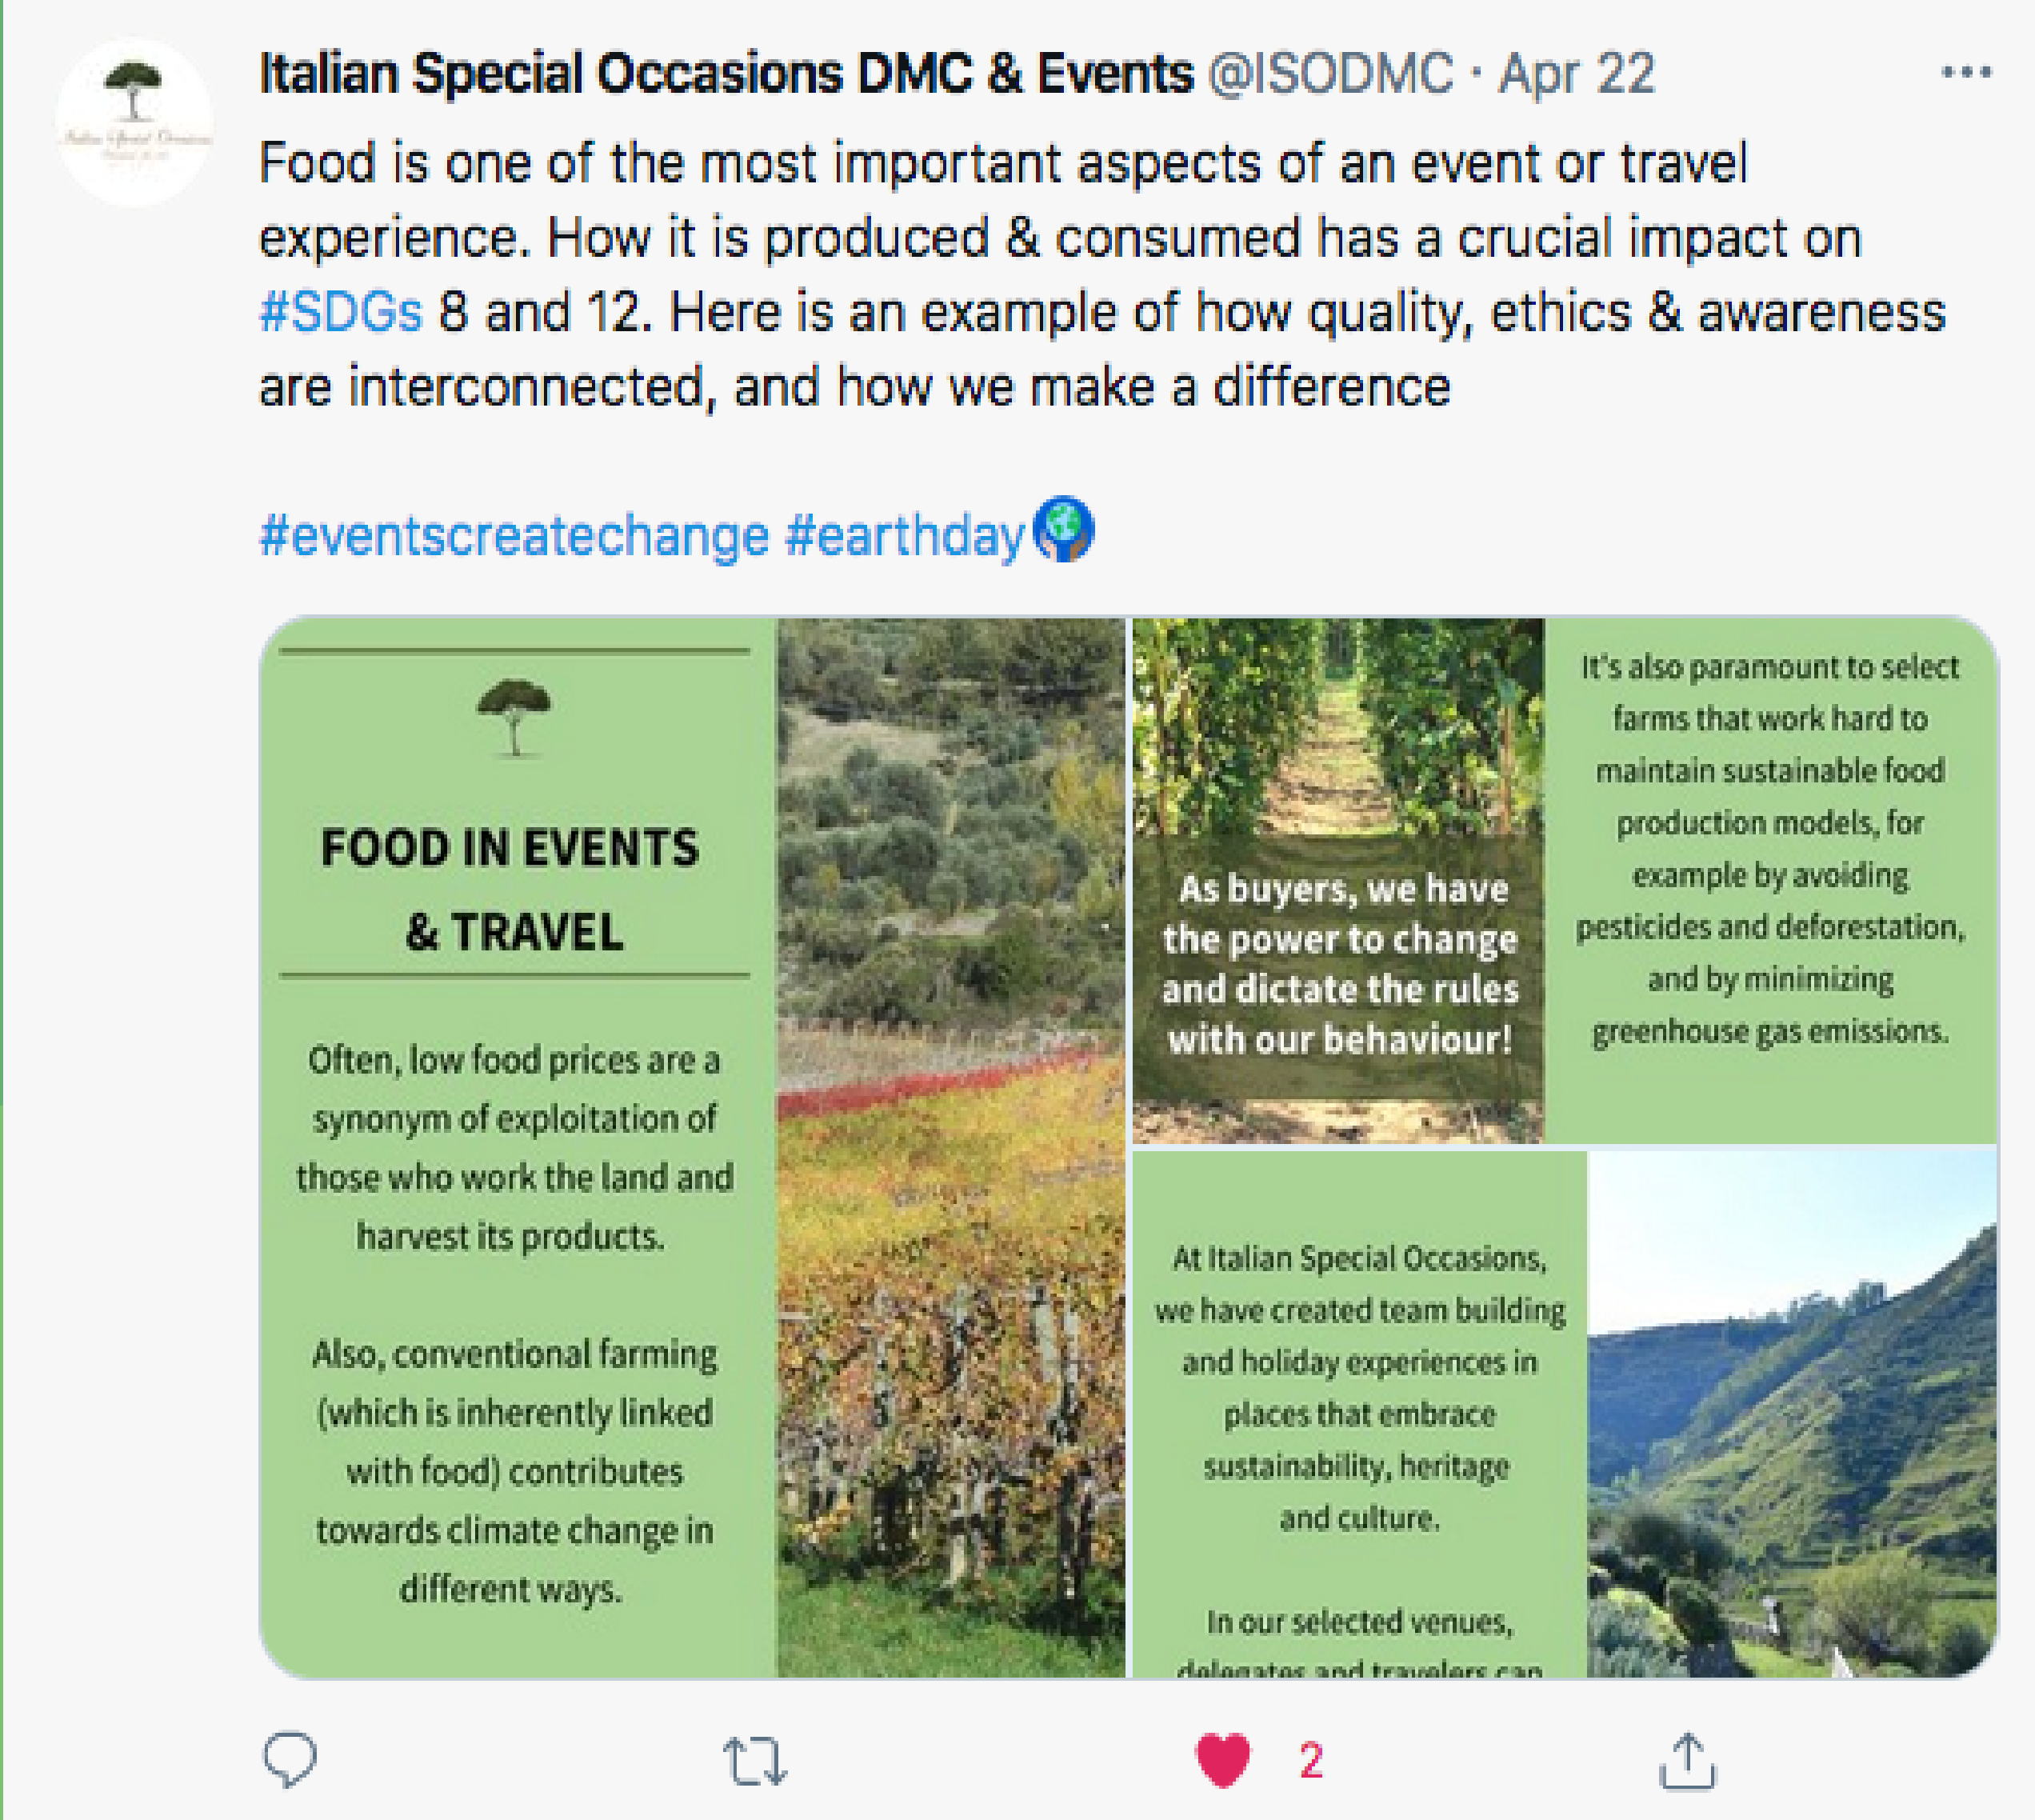 Italian Special Occasions DMC & Events @ISODMC · Apr 22
Food is one of the most important aspects of an event or travel
experience. How it is produced & consumed has a crucial impact on
#SDGs 8 and 12. Here is an example of how quality, ethics & awareness
are interconnected, and how we make a difference
#eventscreatechange #earthday
FOOD IN EVENTS
& TRAVEL
Often, low food prices are a
synonym of exploitation of
those who work the land and
harvest its products.
Also, conventional farming
(which is inherently linked
with food) contributes
towards climate change in
different ways.
As buyers, we have
the power to change
and dictate the rules
with our behaviour!
It's also paramount to select
farms that work hard to
maintain sustainable food
production models, for
example by avoiding
pesticides and deforestation,
and by minimizing
greenhouse gas emissions.
At Italian Special Occasions,
we have created team building
and holiday experiences in
places that embrace
sustainability, heritage
and culture.
In our selected venues,
delegates and travelers can
2